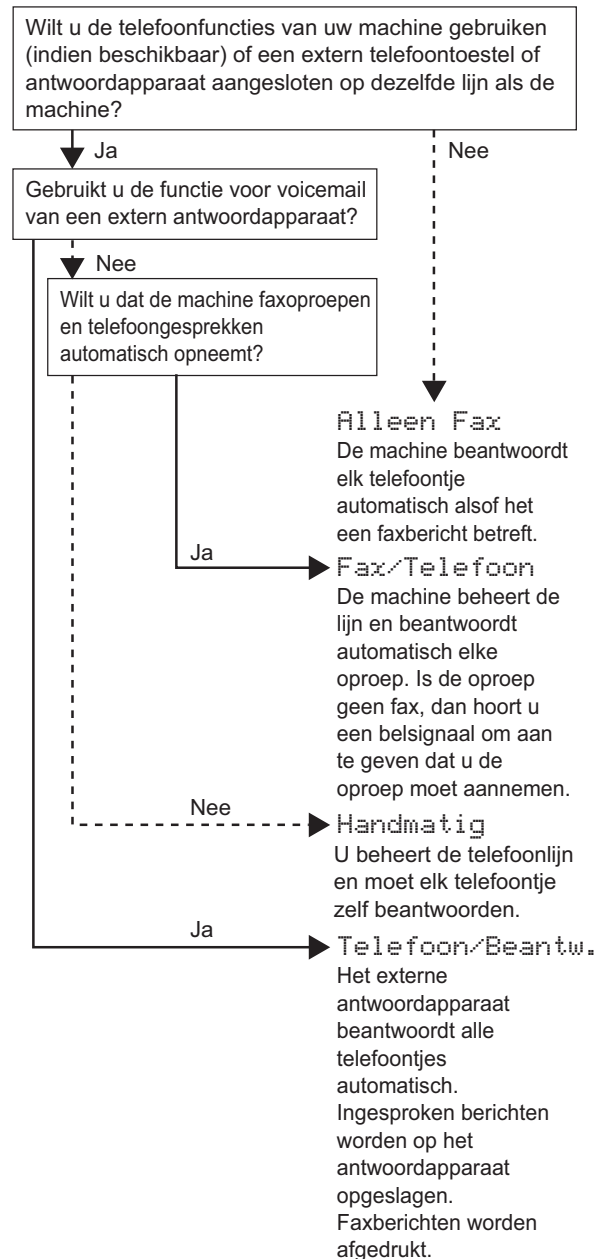 Wilt u de telefoonfuncties van uw machine gebruiken
(indien beschikbaar) of een extern telefoontoestel of
antwoordapparaat aangesloten op dezelfde lijn als de
machine?
Ja
Nee
Gebruikt u de functie voor voicemail
van een extern antwoordapparaat?
Nee
Wilt u dat de machine faxoproepen
en telefoongesprekken
automatisch opneemt?
Alleen Fax
De machine beantwoordt
elk telefoontje
automatisch alsof het
een faxbericht betreft.
Ja
Fax/Telefoon
De machine beheert de
lijn en beantwoordt
automatisch elke
oproep. Is de oproep
geen fax, dan hoort u
een belsignaal om aan
te geven dat u de
oproep moet aannemen.
Nee
Handmatig
U beheert de telefoonlijn
en moet elk telefoontje
zelf beantwoorden.
Ja
Telefoon/Beantw.
Het externe
antwoordapparaat
beantwoordt alle
telefoontjes
automatisch.
Ingesproken berichten
worden op het
antwoordapparaat
opgeslagen.
Faxberichten worden
afgedrukt.